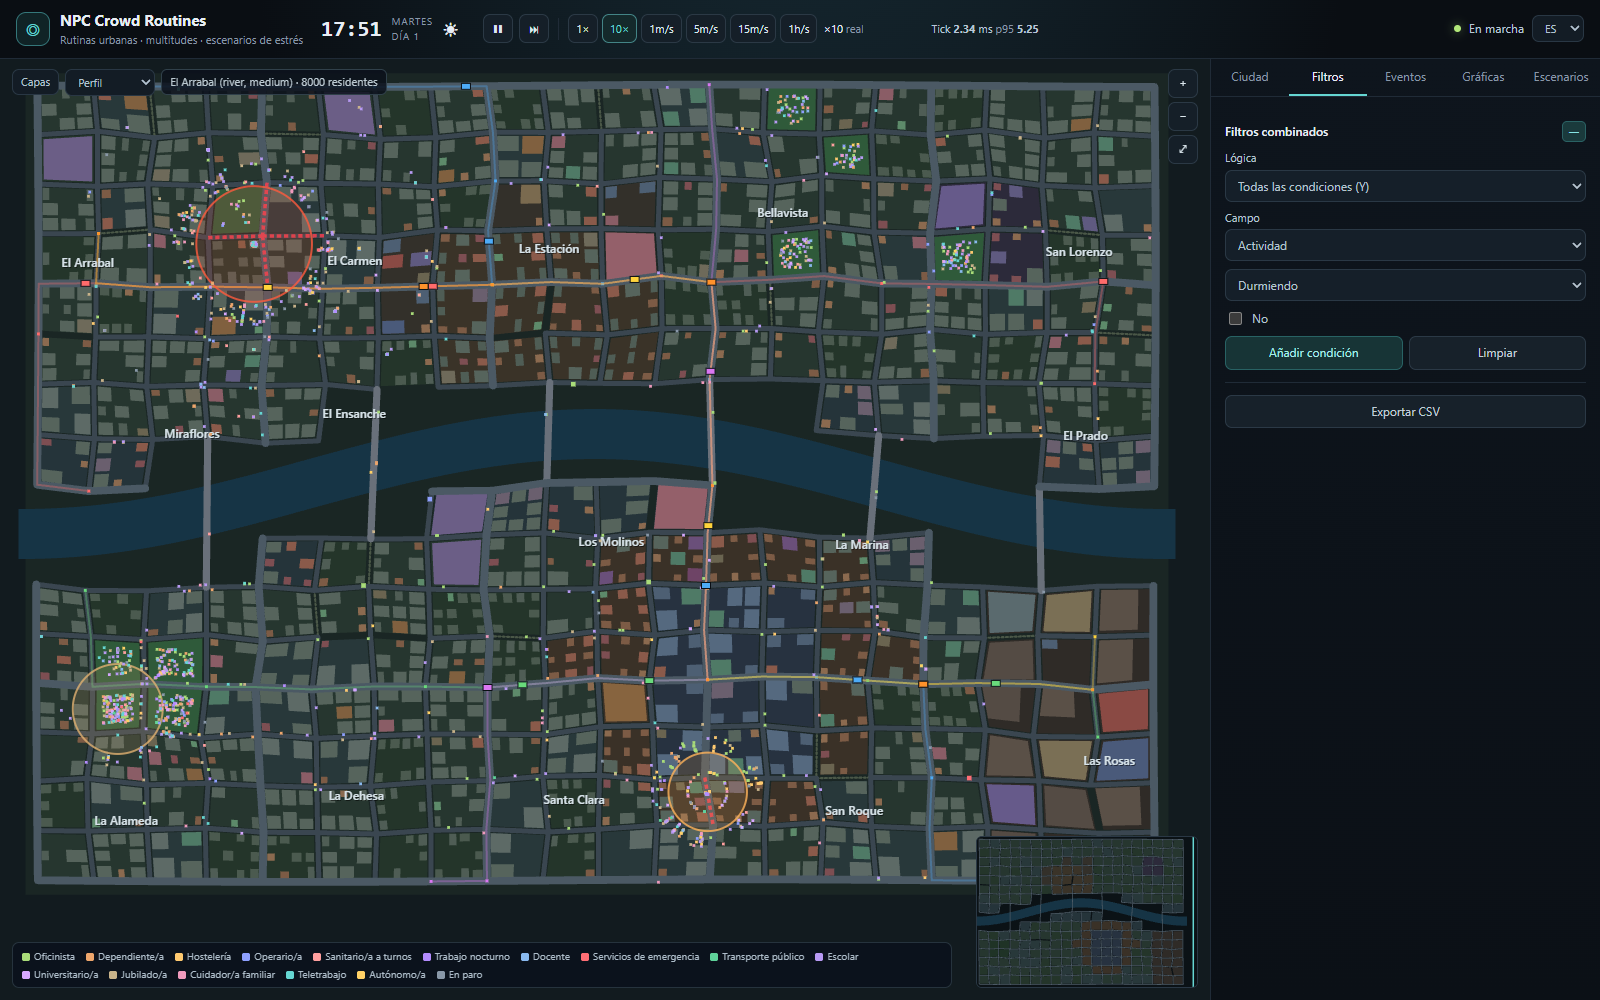 NPC Crowd Routines
Rutinas urbanas · multitudes · escenarios de estrés
17:51
MARTES
DÍA 1
1×
10×
1m/s
5m/s
15m/s
1h/s
×10 real
Tick 2.34 ms p95 5.25
En marcha
ES
Capas
Perfil
El Arrabal (river, medium) · 8000 residentes
+
−
Ciudad
Filtros
Eventos
Gráficas
Escenarios
Filtros combinados
—
Lógica
Todas las condiciones (Y)
Campo
Actividad
Durmiendo
No
Añadir condición
Limpiar
Exportar CSV
Bellavista
La Estación
San Lorenzo
El Arrabal
El Carmen
El Ensanche
Miraflores
El Prado
Los Molinos
La Marina
Las Rosas
La Dehesa
Santa Clara
San Roque
La Alameda
Oficinista
Dependiente/a
Hostelería
Operario/a
Sanitario/a a turnos
Trabajo nocturno
Docente
Servicios de emergencia
Transporte público
Escolar
Universitario/a
Jubilado/a
Cuidador/a familiar
Teletrabajo
Autónomo/a
En paro